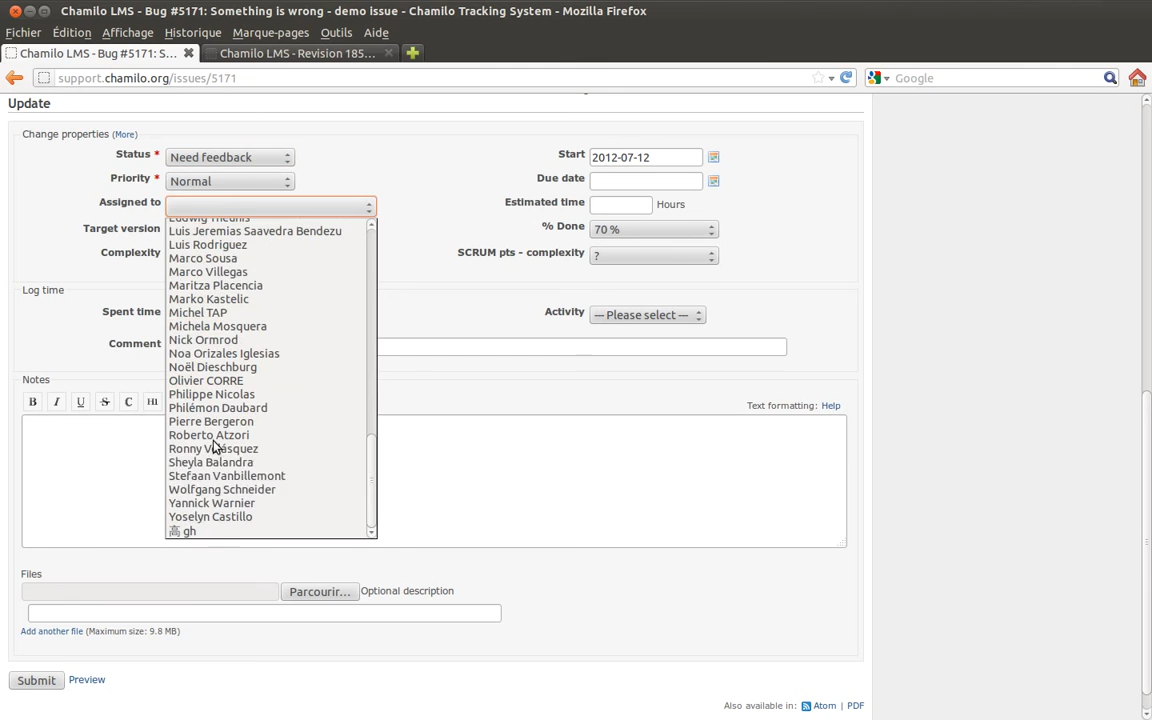 Chamilo LMS - Bug #5171: Something is wrong - demo issue - Chamilo Tracking System - Mozilla Firefox
Fichier Édition Affichage Historique Marque-pages Outils Aide
Chamilo LMS - Bug #5171: S... Chamilo LMS - Revision 185...
support.chamilo.org/issues/5171 Google
Update
Change properties (More)
Status * Need feedback Start 2012-07-12
Priority * Normal Due date
Assigned to Estimated time Hours
Target version % Done 70 %
Complexity SCRUM pts - complexity ?
Ludwig Theunis
Luis Jeremias Saavedra Bendezu
Luis Rodriguez
Marco Sousa
Marco Villegas
Maritza Placencia
Marko Kastelic
Michel TAP
Michela Mosquera
Nick Ormrod
Noa Orizales Iglesias
Noël Dieschburg
Olivier CORRE
Philippe Nicolas
Philémon Daubard
Pierre Bergeron
Roberto Atzori
Ronny Velásquez
Sheyla Balandra
Stefaan Vanbillemont
Wolfgang Schneider
Yannick Warnier
Yoselyn Castillo
高 gh
Log time
Spent time Activity — Please select —
Comment
Notes
B I U S C H1 Text formatting: Help
Files
Parcourir... Optional description
Add another file (Maximum size: 9.8 MB)
Submit Preview
Also available in: Atom | PDF